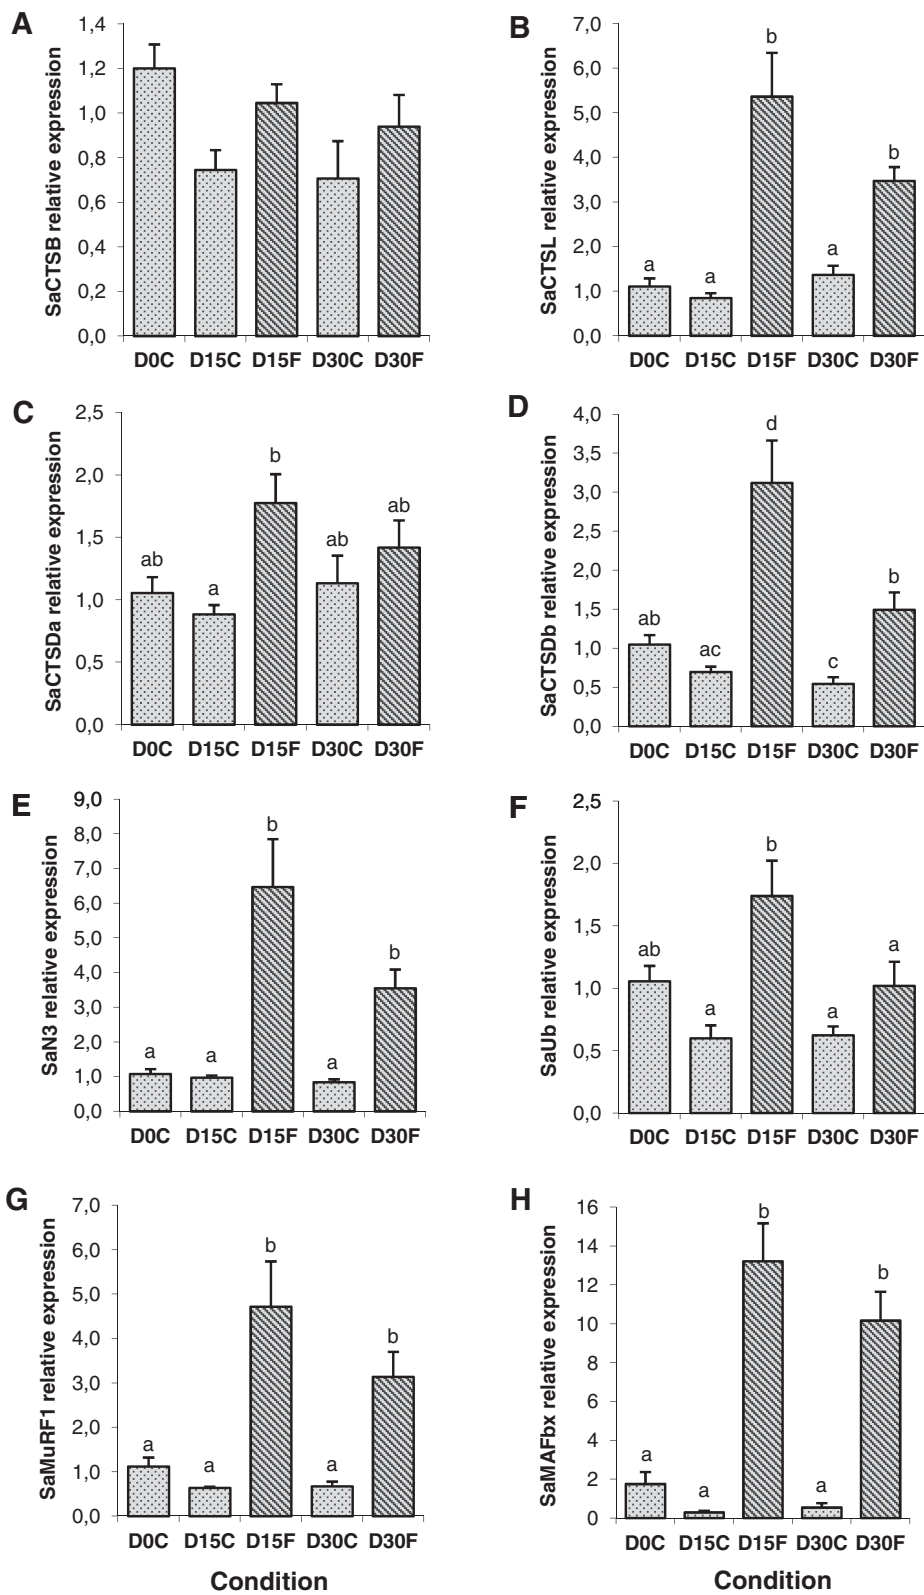 A
SaCTSB relative expression
1,4
1,2
1,0
0,8
0,6
0,4
0,2
0,0
D0C D15C D15F D30C D30F
B
SaCTSL relative expression
7,0
6,0
5,0
4,0
3,0
2,0
1,0
0,0
a a b a b
D0C D15C D15F D30C D30F
C
SaCTSDa relative expression
2,5
2,0
1,5
1,0
0,5
0,0
ab a b ab ab
D0C D15C D15F D30C D30F
D
SaCTSDb relative expression
4,0
3,5
3,0
2,5
2,0
1,5
1,0
0,5
0,0
ab ac d c b
D0C D15C D15F D30C D30F
E
SaN3 relative expression
9,0
8,0
7,0
6,0
5,0
4,0
3,0
2,0
1,0
0,0
a a b a b
D0C D15C D15F D30C D30F
F
SaUb relative expression
2,5
2,0
1,5
1,0
0,5
0,0
ab a b a a
D0C D15C D15F D30C D30F
G
SaMuRF1 relative expression
7,0
6,0
5,0
4,0
3,0
2,0
1,0
0,0
a a b a b
D0C D15C D15F D30C D30F
Condition
H
SaMAFbx relative expression
16
14
12
10
8
6
4
2
0
a a b a b
D0C D15C D15F D30C D30F
Condition